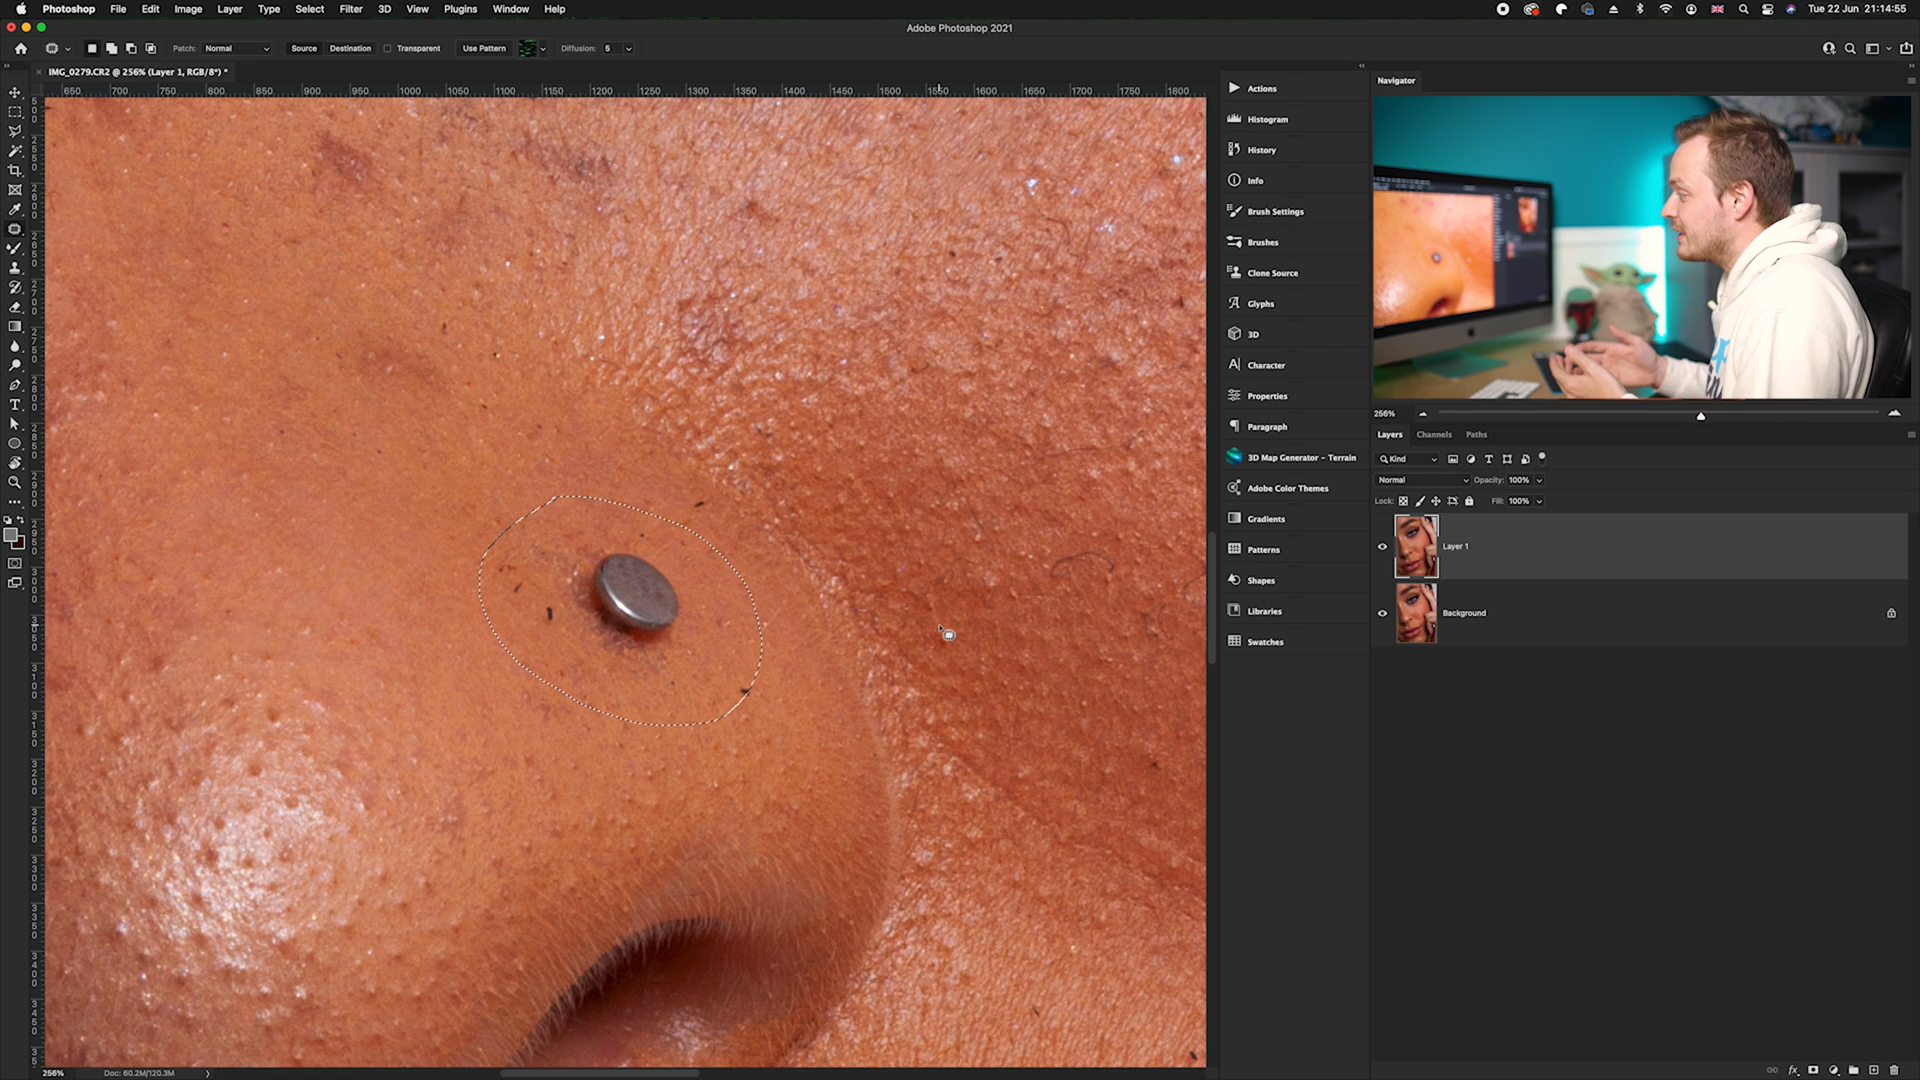 Photoshop File Edit Image Layer Type Select Filter 3D View Plugins Window Help Tue 22 Jun 21:14:55
Adobe Photoshop 2021
Patch: Normal Source Destination Transparent Use Pattern Diffusion: 5
× IMG_0279.CR2 @ 256% (Layer 1, RGB/8*) *
650 700 750 800 850 900 950 1000 1050 1100 1150 1200 1250 1300 1350 1400 1450 1500 1550 1600 1650 1700 1750 1800
Navigator
Actions
Histogram
History
Info
Brush Settings
Brushes
Clone Source
Glyphs
3D
Character
Properties
Paragraph
3D Map Generator – Terrain
Adobe Color Themes
Gradients
Patterns
Shapes
Libraries
Swatches
256%
Layers Channels Paths
Kind
Normal Opacity: 100%
Lock: Fill: 100%
Layer 1
Background
256% Doc: 60.2M/120.3M